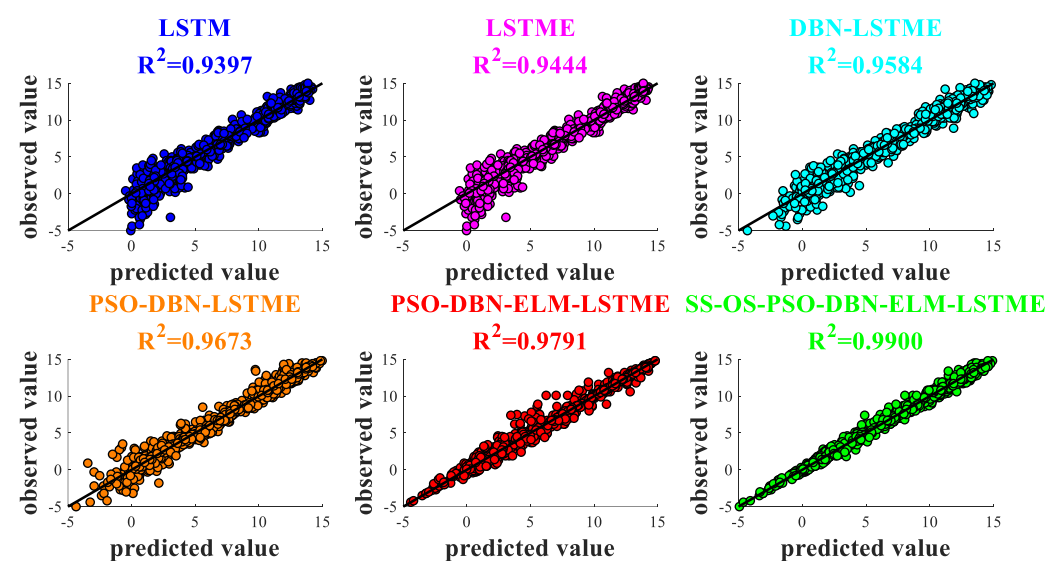 LSTM
R²=0.9397
LSTME
R²=0.9444
DBN-LSTME
R²=0.9584
observed value
15
10
5
0
-5
-5 0 5 10 15
predicted value
observed value
15
10
5
0
-5
-5 0 5 10 15
predicted value
observed value
15
10
5
0
-5
-5 0 5 10 15
predicted value
PSO-DBN-LSTME
R²=0.9673
PSO-DBN-ELM-LSTME
R²=0.9791
SS-OS-PSO-DBN-ELM-LSTME
R²=0.9900
observed value
15
10
5
0
-5
-5 0 5 10 15
predicted value
observed value
15
10
5
0
-5
-5 0 5 10 15
predicted value
observed value
15
10
5
0
-5
-5 0 5 10 15
predicted value